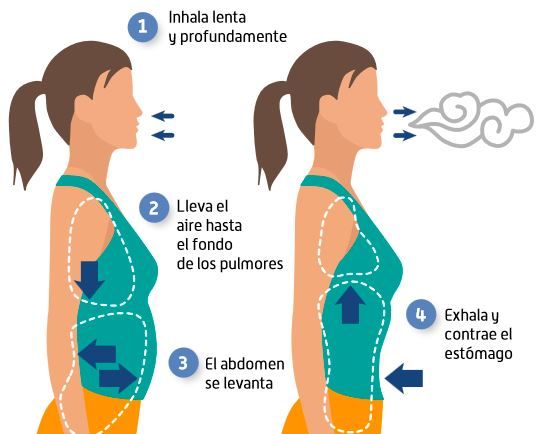 1
Inhala lenta
y profundamente
2
Lleva el
aire hasta
el fondo
de los pulmores
3
El abdomen
se levanta
4
Exhala y
contrae el
estómago